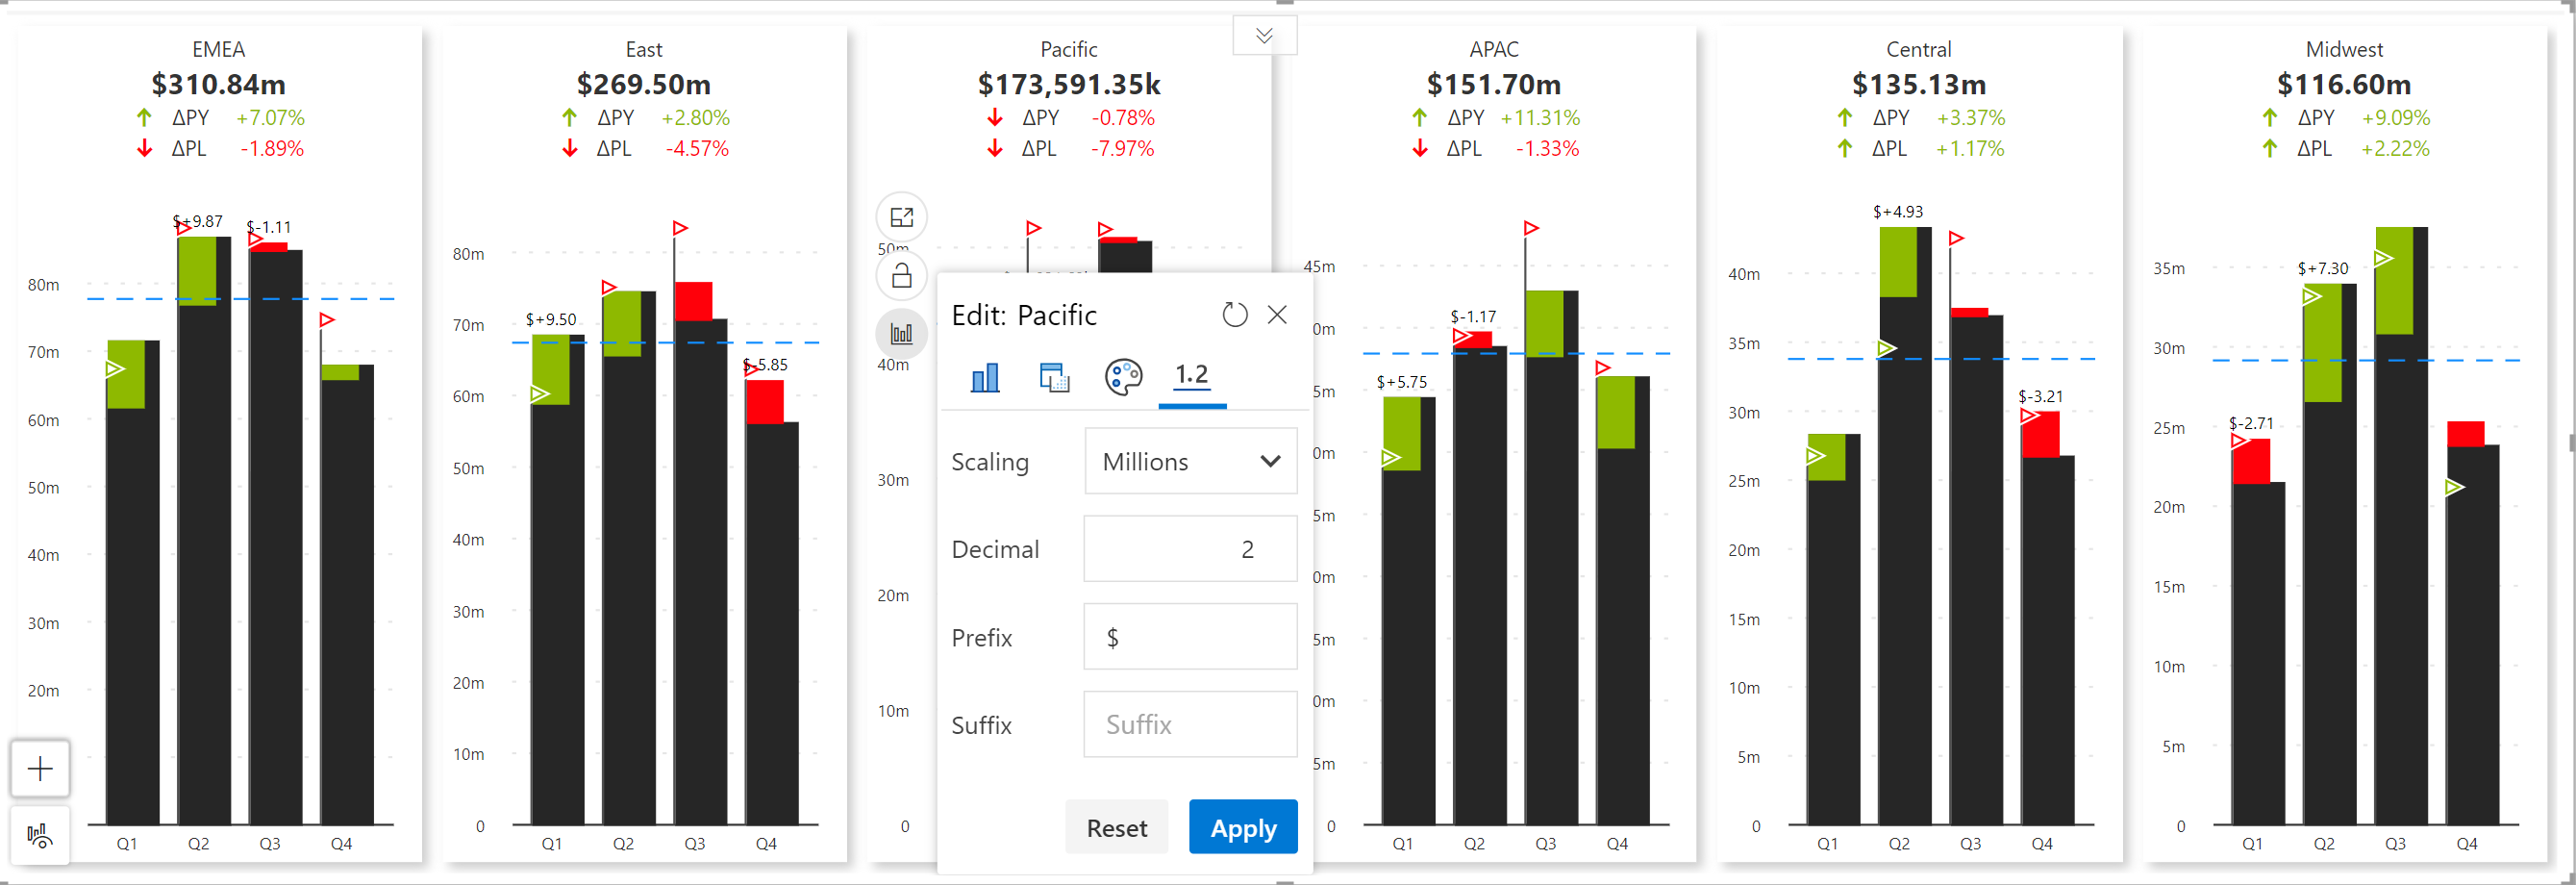 EMEA
$310.84m
ΔPY +7.07%
ΔPL -1.89%
$+9.87
$-1.11
80m
70m
60m
50m
40m
30m
20m
Q1 Q2 Q3 Q4
East
$269.50m
ΔPY +2.80%
ΔPL -4.57%
$+9.50
$-5.85
80m
70m
60m
50m
40m
30m
20m
10m
0
Q1 Q2 Q3 Q4
Pacific
$173,591.35k
ΔPY -0.78%
ΔPL -7.97%
50m
40m
30m
20m
10m
0
Edit: Pacific
1.2
Scaling Millions
Decimal 2
Prefix $
Suffix Suffix
Reset Apply
APAC
$151.70m
ΔPY +11.31%
ΔPL -1.33%
$+5.75
$-1.17
45m
0m
5m
0m
5m
0m
5m
0m
5m
0
Q1 Q2 Q3 Q4
Central
$135.13m
ΔPY +3.37%
ΔPL +1.17%
$+4.93
$-3.21
40m
35m
30m
25m
20m
15m
10m
5m
0
Q1 Q2 Q3 Q4
Midwest
$116.60m
ΔPY +9.09%
ΔPL +2.22%
$-2.71
$+7.30
35m
30m
25m
20m
15m
10m
5m
0
Q1 Q2 Q3 Q4